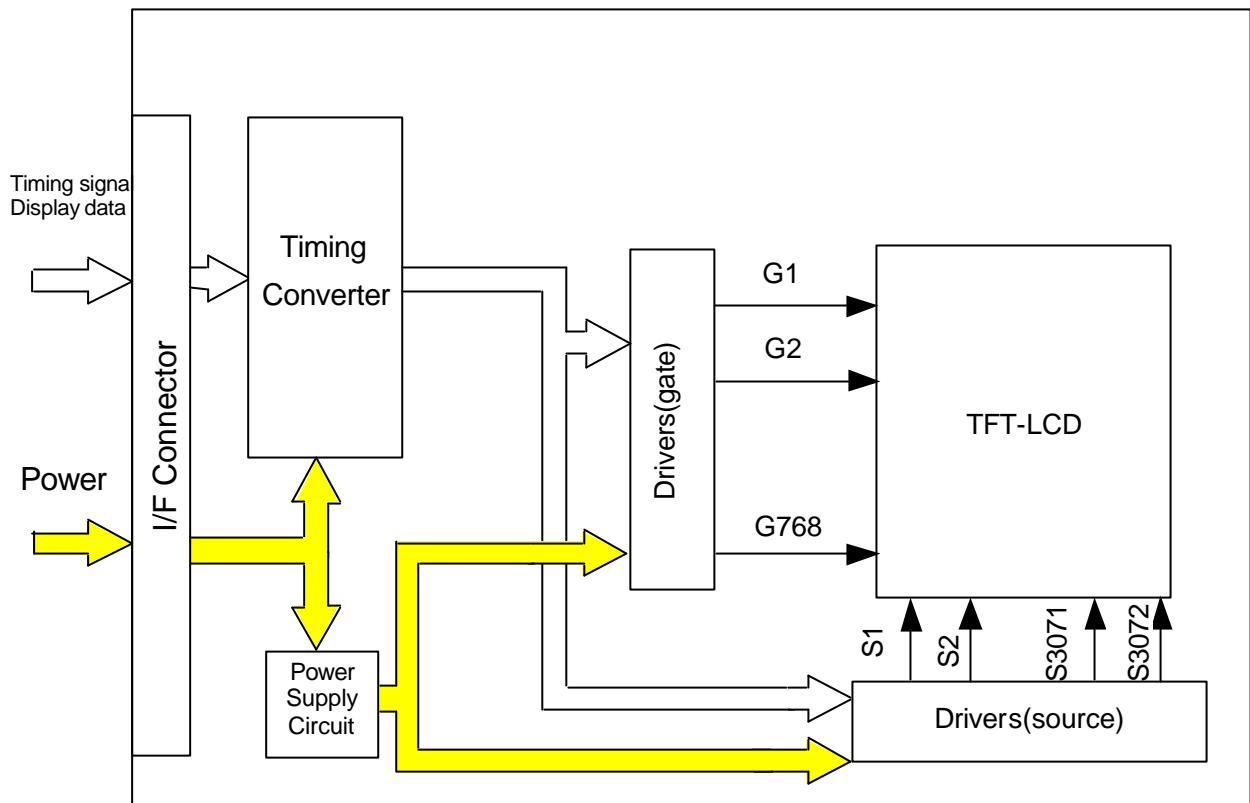 Timing signa
Display data
Power
I/F Connector
Timing
Converter
Power
Supply
Circuit
Drivers(gate)
G1
G2
G768
TFT-LCD
S1
S2
S3071
S3072
Drivers(source)